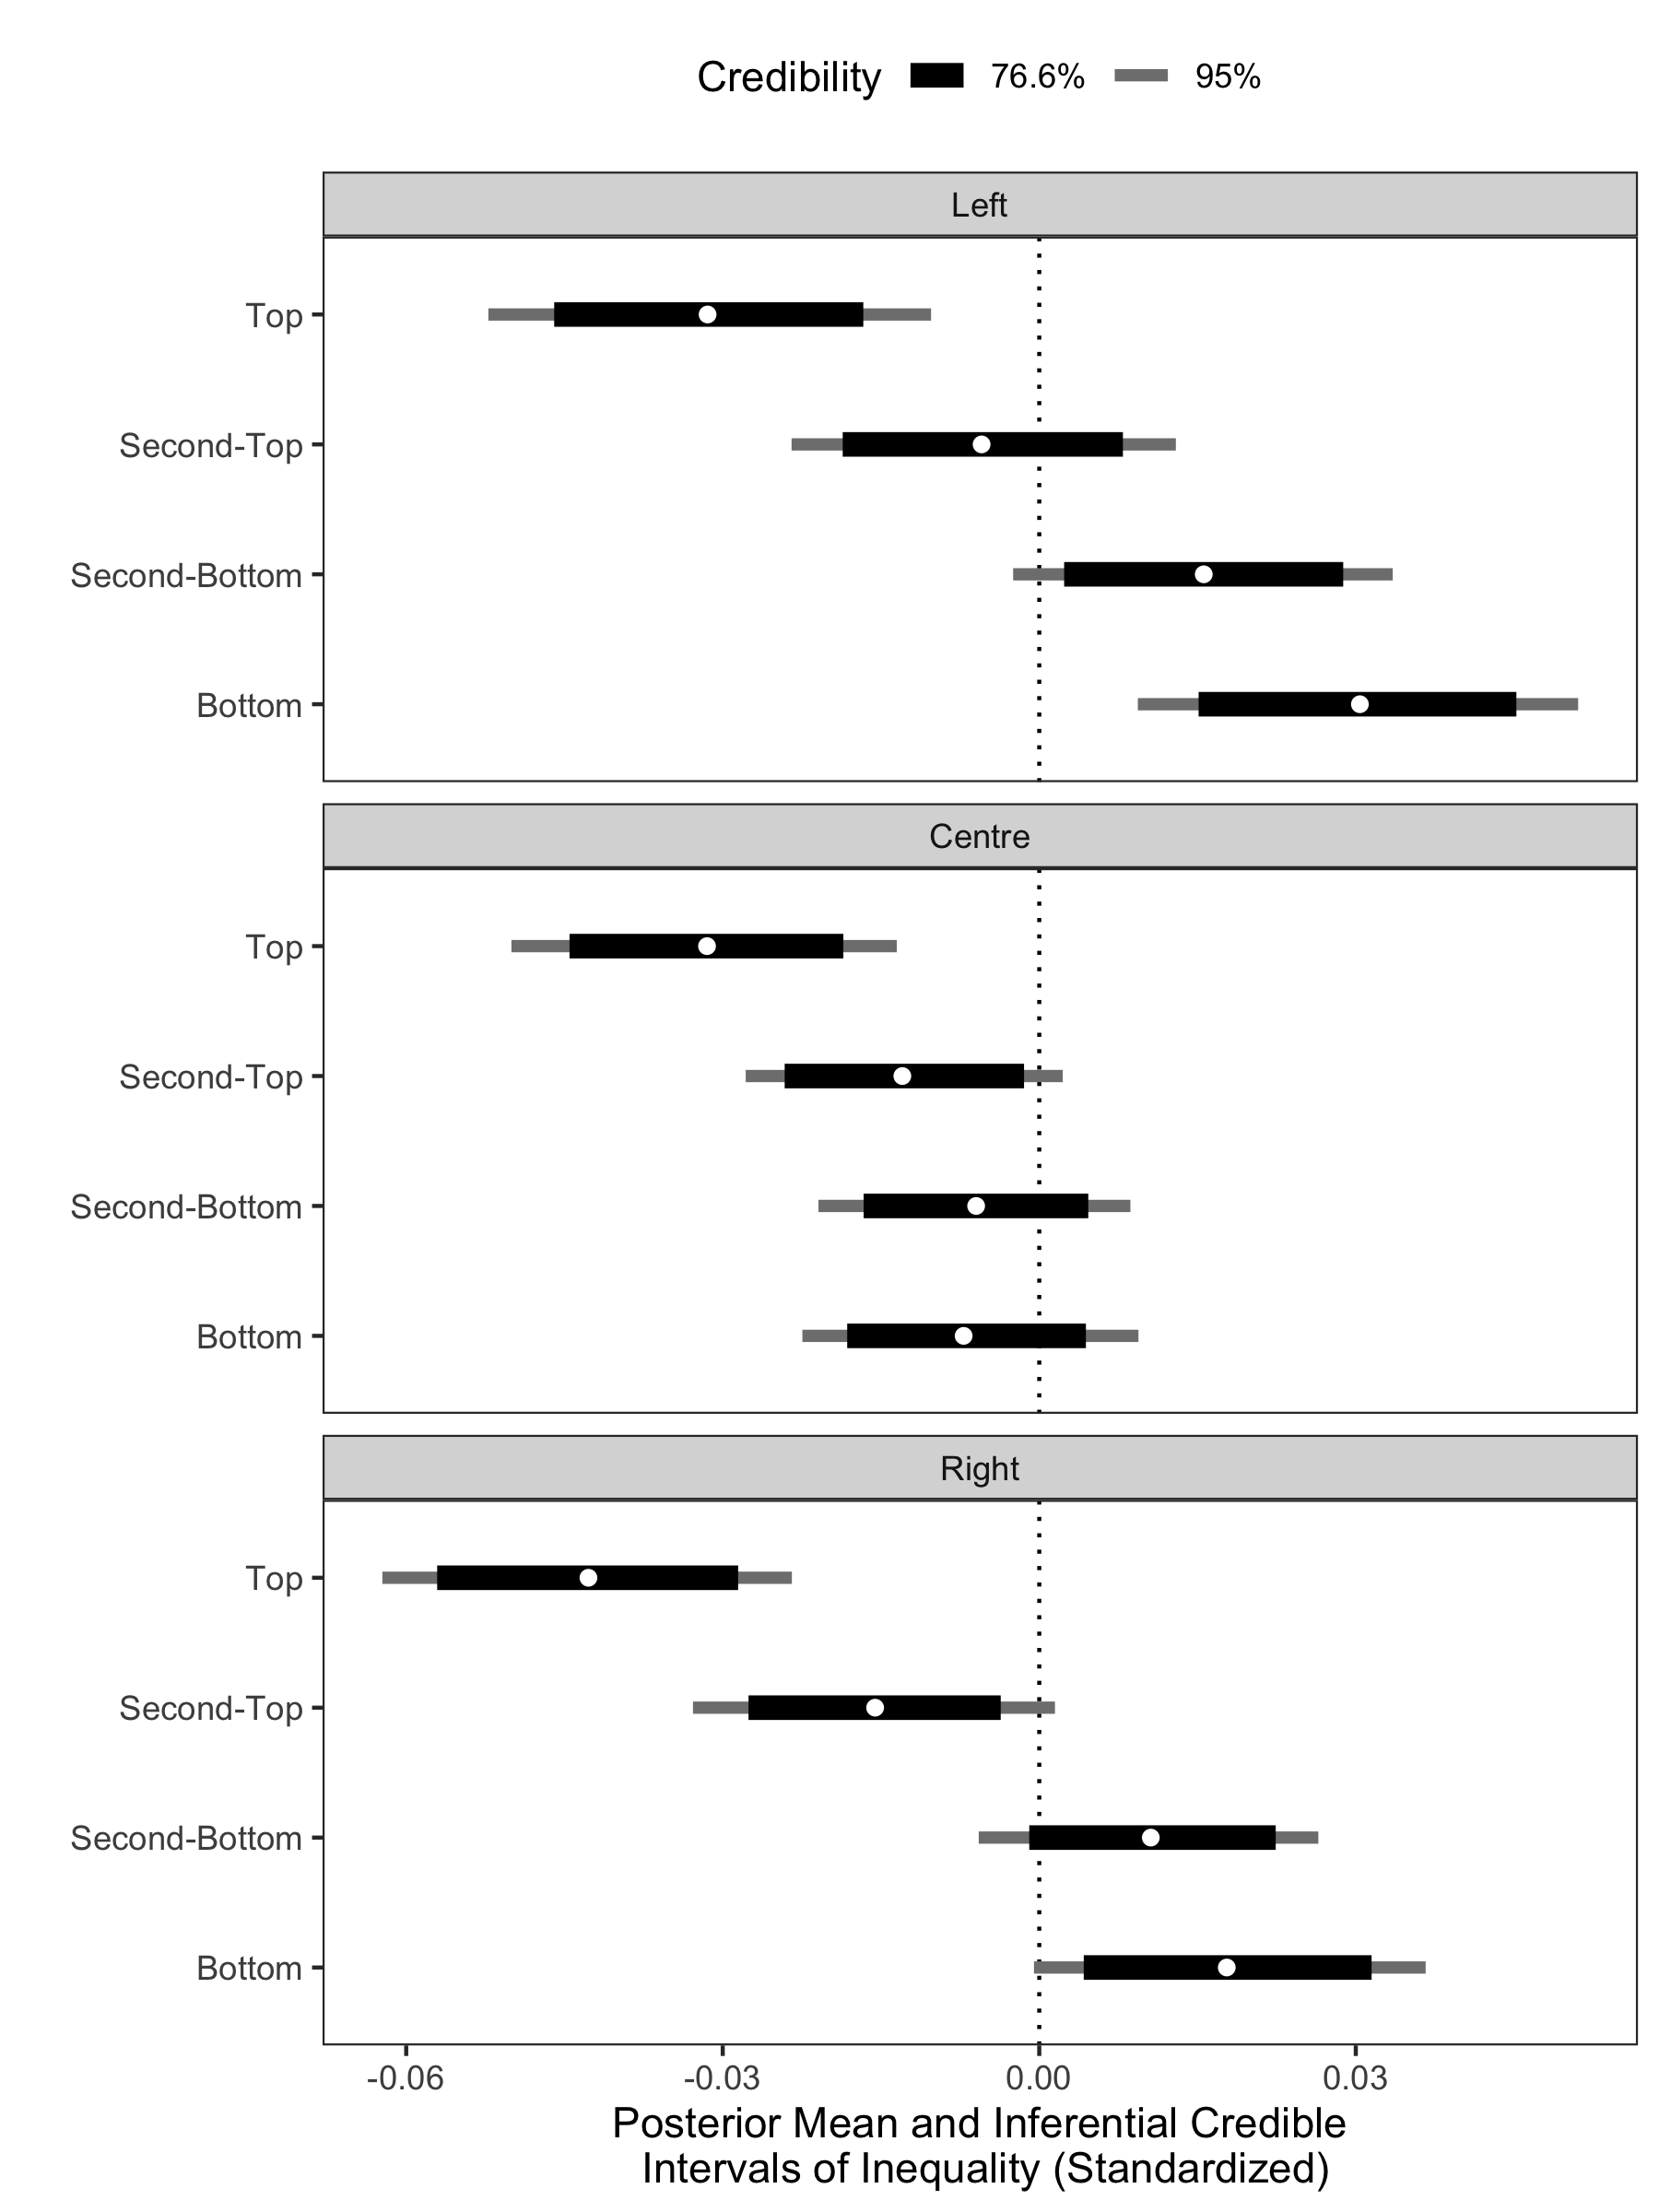 Credibility 76.6% 95%
Left
Top
Second-Top
Second-Bottom
Bottom
Centre
Top
Second-Top
Second-Bottom
Bottom
Right
Top
Second-Top
Second-Bottom
Bottom
-0.06 -0.03 0.00 0.03
Posterior Mean and Inferential Credible
Intervals of Inequality (Standardized)